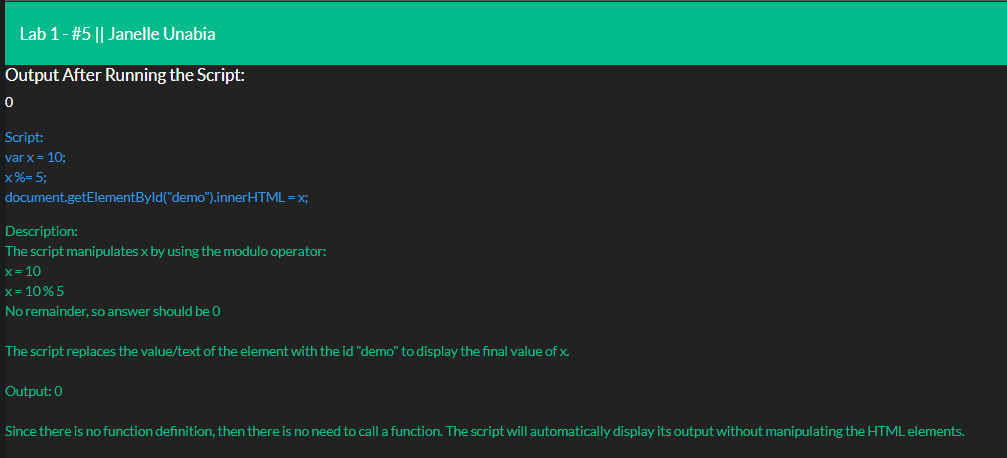 Lab 1 - #5 || Janelle Unabia
Output After Running the Script:
0
Script:
var x = 10;
x %= 5;
document.getElementById("demo").innerHTML = x;
Description:
The script manipulates x by using the modulo operator:
x = 10
x = 10 % 5
No remainder, so answer should be 0
The script replaces the value/text of the element with the id "demo" to display the final value of x.
Output: 0
Since there is no function definition, then there is no need to call a function. The script will automatically display its output without manipulating the HTML elements.